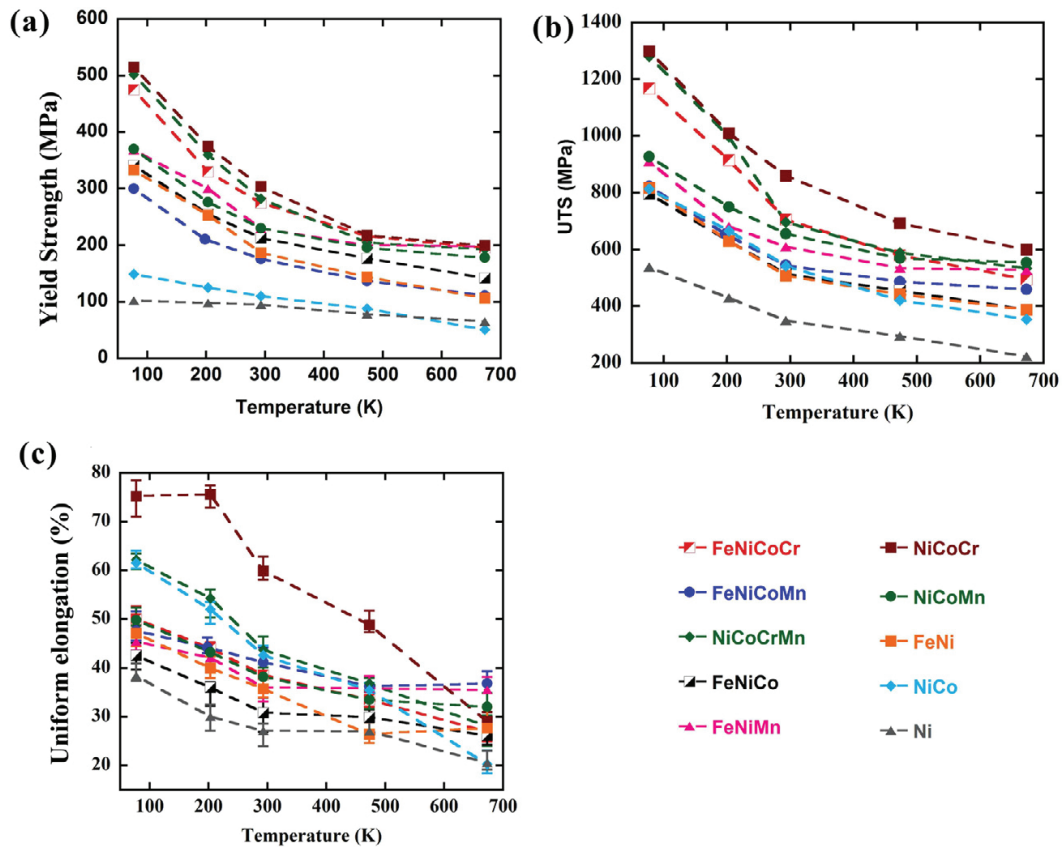 (a)
600
500
400
300
200
100
0
Yield Strength (MPa)
100 200 300 400 500 600 700
Temperature (K)
(b)
1400
1200
1000
800
600
400
200
UTS (MPa)
100 200 300 400 500 600 700
Temperature (K)
(c)
80
70
60
50
40
30
20
Uniform elongation (%)
100 200 300 400 500 600 700
Temperature (K)
FeNiCoCr NiCoCr
FeNiCoMn NiCoMn
NiCoCrMn FeNi
FeNiCo NiCo
FeNiMn Ni